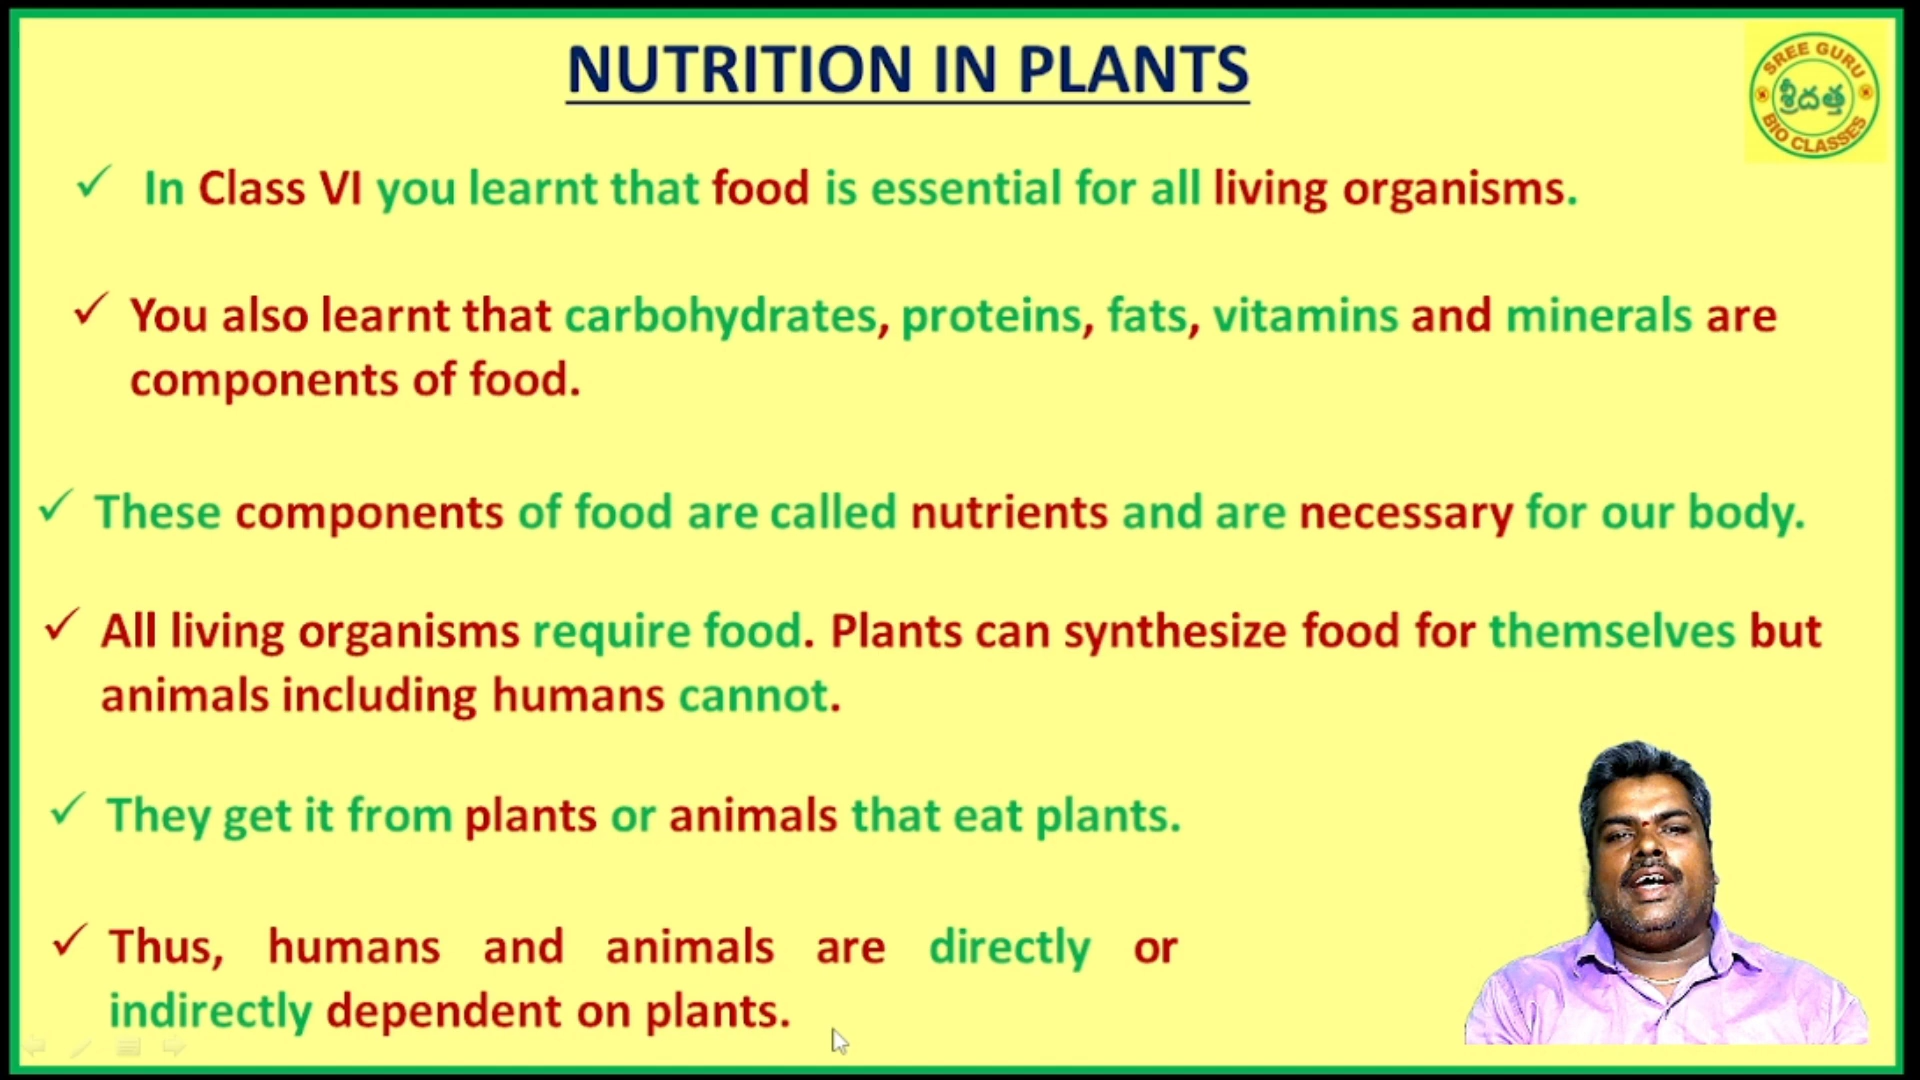 NUTRITION IN PLANTS
SREE GURU
శ్రీదత్త
BIO CLASSES
✓ In Class VI you learnt that food is essential for all living organisms.
✓ You also learnt that carbohydrates, proteins, fats, vitamins and minerals are
components of food.
✓ These components of food are called nutrients and are necessary for our body.
✓ All living organisms require food. Plants can synthesize food for themselves but
animals including humans cannot.
✓ They get it from plants or animals that eat plants.
✓ Thus, humans and animals are directly or
indirectly dependent on plants.